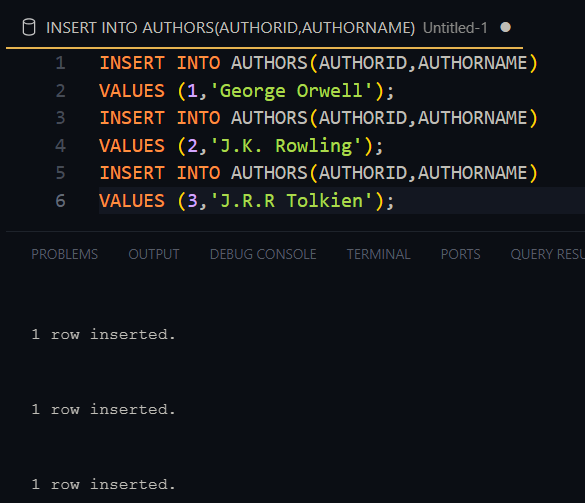 INSERT INTO AUTHORS(AUTHORID,AUTHORNAME) Untitled-1
1 INSERT INTO AUTHORS(AUTHORID,AUTHORNAME)
2 VALUES (1,'George Orwell');
3 INSERT INTO AUTHORS(AUTHORID,AUTHORNAME)
4 VALUES (2,'J.K. Rowling');
5 INSERT INTO AUTHORS(AUTHORID,AUTHORNAME)
6 VALUES (3,'J.R.R Tolkien');
PROBLEMS OUTPUT DEBUG CONSOLE TERMINAL PORTS QUERY RESU
1 row inserted.
1 row inserted.
1 row inserted.